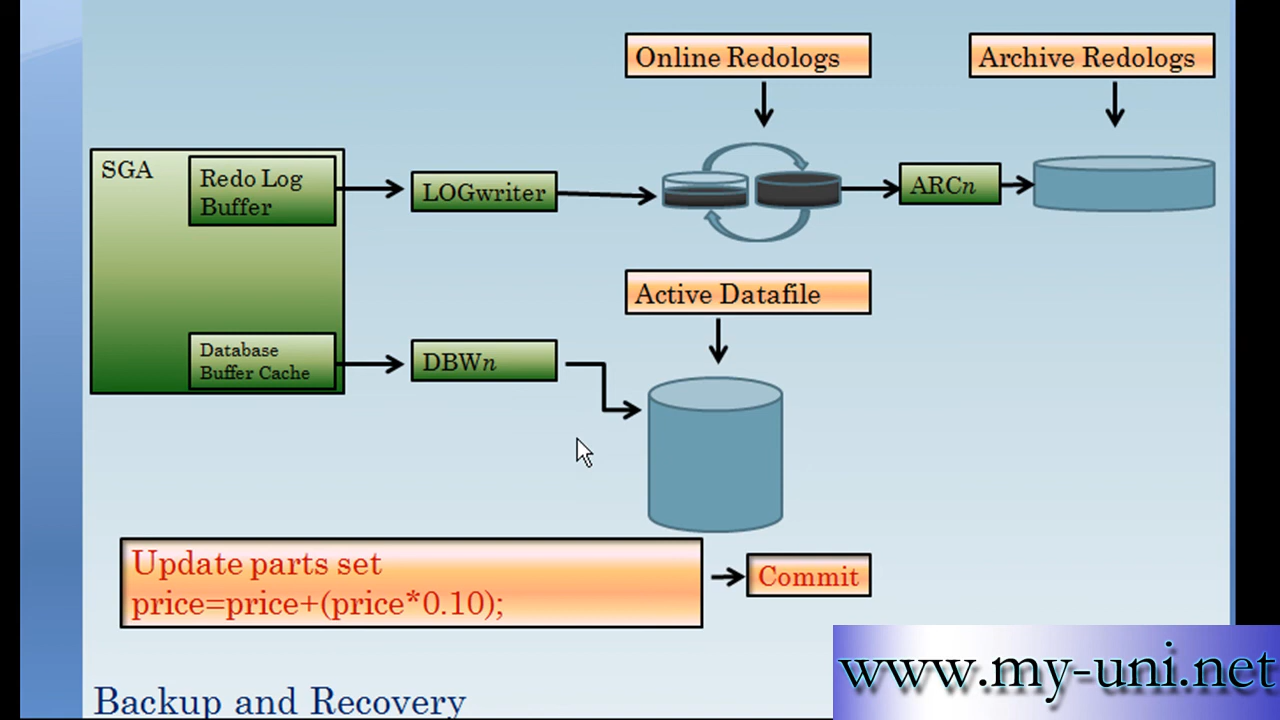 Online Redologs
Archive Redologs
SGA
Redo Log
Buffer
LOGwriter
ARCn
Active Datafile
Database
Buffer Cache
DBWn
Update parts set
price=price+(price*0.10);
Commit
www.my-uni.net
Backup and Recovery